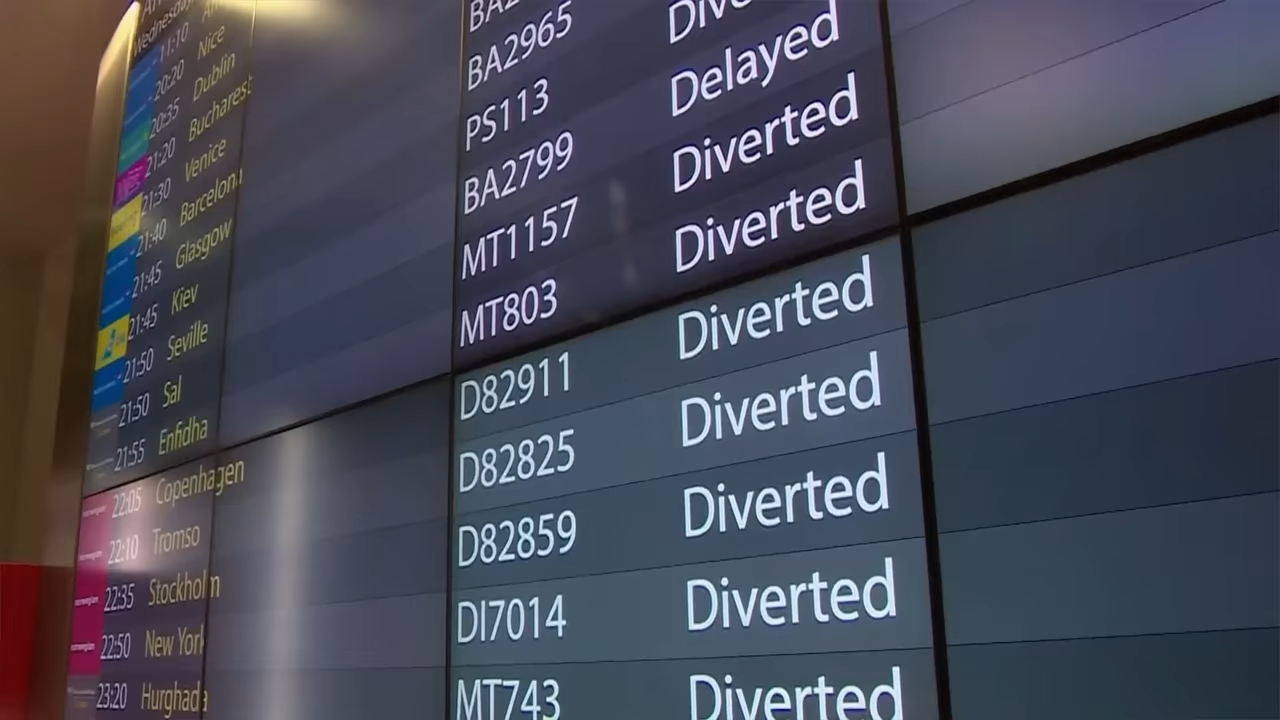 Wednesday
11:10
20:20 Nice
20:35 Dublin
21:20 Bucharest
21:30 Venice
21:40 Barcelona
21:45 Glasgow BA2965
21:45 Kiev PS113
21:50 Seville BA2799 Delayed
21:50 Sal MT1157 Diverted
21:55 Enfidha MT803 Diverted
22:05 Copenhagen D82911 Diverted
22:10 Tromso D82825 Diverted
22:35 Stockholm D82859 Diverted
22:50 New York DI7014 Diverted
23:20 Hurghada MT743 Diverted